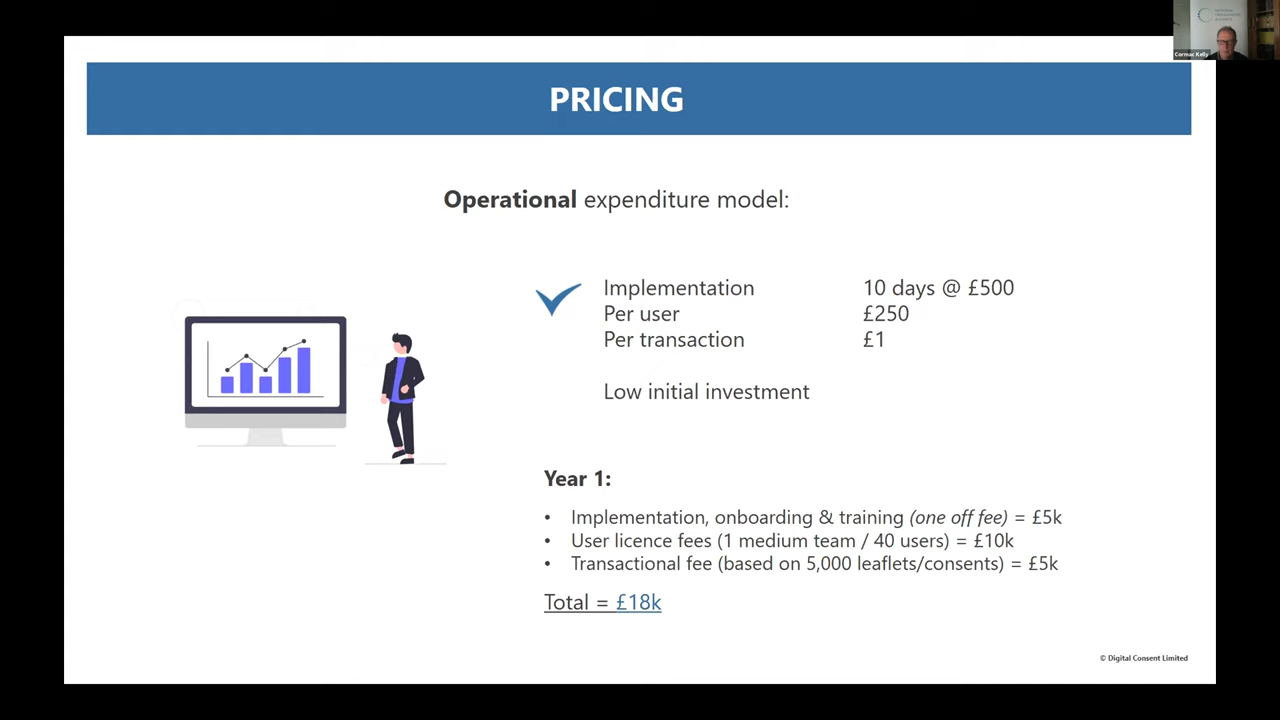 Cormac Kelly
PRICING
Operational expenditure model:
Implementation 10 days @ £500
Per user £250
Per transaction £1
Low initial investment
Year 1:
• Implementation, onboarding & training (one off fee) = £5k
• User licence fees (1 medium team / 40 users) = £10k
• Transactional fee (based on 5,000 leaflets/consents) = £5k
Total = £18k
© Digital Consent Limited